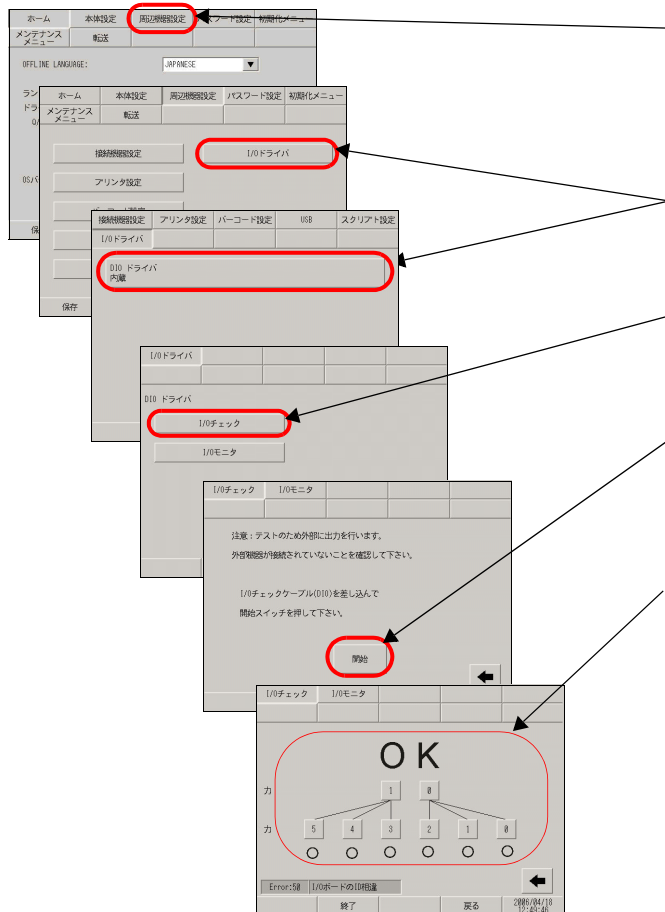 ホーム 本体設定 周辺機器設定 スワード設定 初期化メニュー
メンテナンス
メニュー
転送
OFFLINE LANGUAGE: JAPANESE
ラン
ドラ
OSバ
保
ホーム 本体設定 周辺機器設定 パスワード設定 初期化メニュー
メンテナンス
メニュー
転送
接続機器設定 I/Oドライバ
プリンタ設定
保存
接続機器設定 プリンタ設定 バーコード設定 USB スクリプト設定
I/Oドライバ
DIO ドライバ
内蔵
I/Oドライバ
DIO ドライバ
I/Oチェック
I/Oモニタ
I/Oチェック I/Oモニタ
注意：テストのため外部に出力を行います。
外部機器が接続されていないことを確認して下さい。
I/Oチェックケーブル(DIO)を差し込んで
開始スイッチを押して下さい。
開始
I/Oチェック I/Oモニタ
OK
力 1 0
力 5 4 3 2 1 0
Error:50 I/OボードのID相違
終了 戻る 2006/04/18
12:49:46